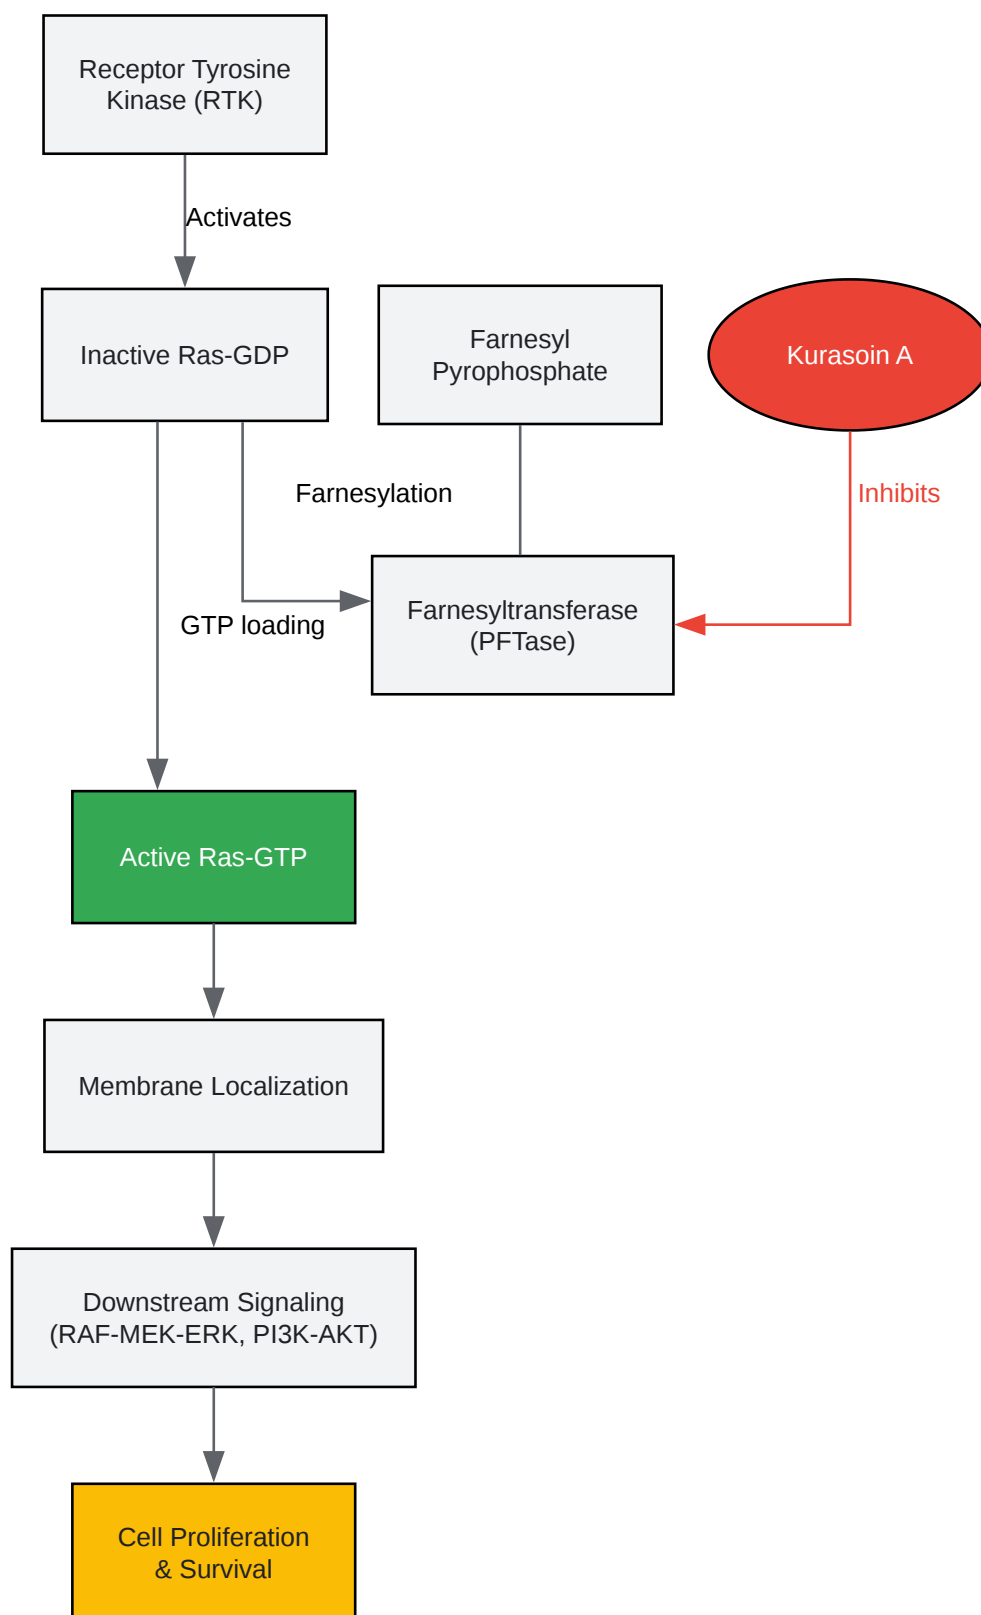 Receptor Tyrosine
Kinase (RTK)
Activates
Inactive Ras-GDP
Farnesyl
Pyrophosphate
Kurasoin A
Farnesylation
Inhibits
GTP loading
Farnesyltransferase
(PFTase)
Active Ras-GTP
Membrane Localization
Downstream Signaling
(RAF-MEK-ERK, PI3K-AKT)
Cell Proliferation
& Survival